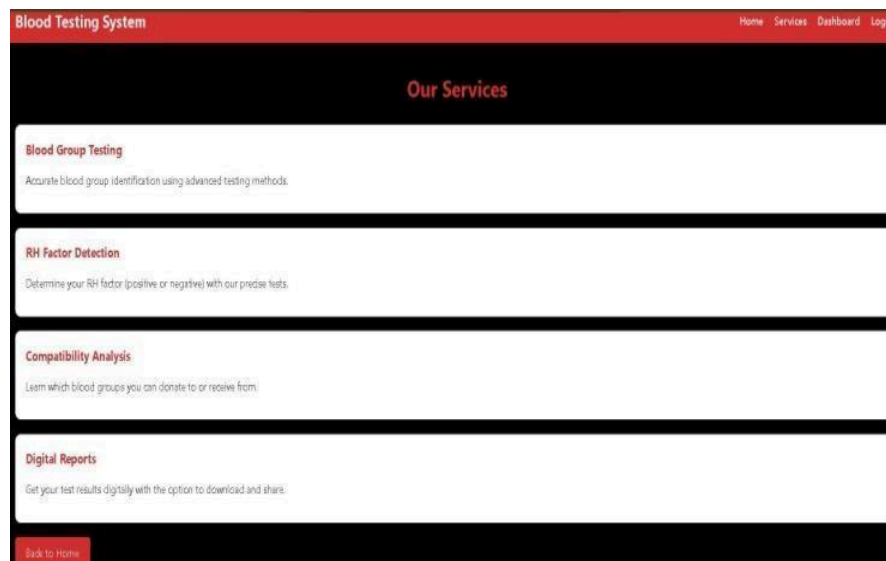 Blood Testing System
Home Services Dashboard Log
Our Services
Blood Group Testing
Accurate blood group identification using advanced testing methods.
RH Factor Detection
Determine your RH factor (positive or negative) with our precise tests.
Compatibility Analysis
Learn which blood groups you can donate to or receive from.
Digital Reports
Get your test results digitally with the option to download and share.
Back to Home